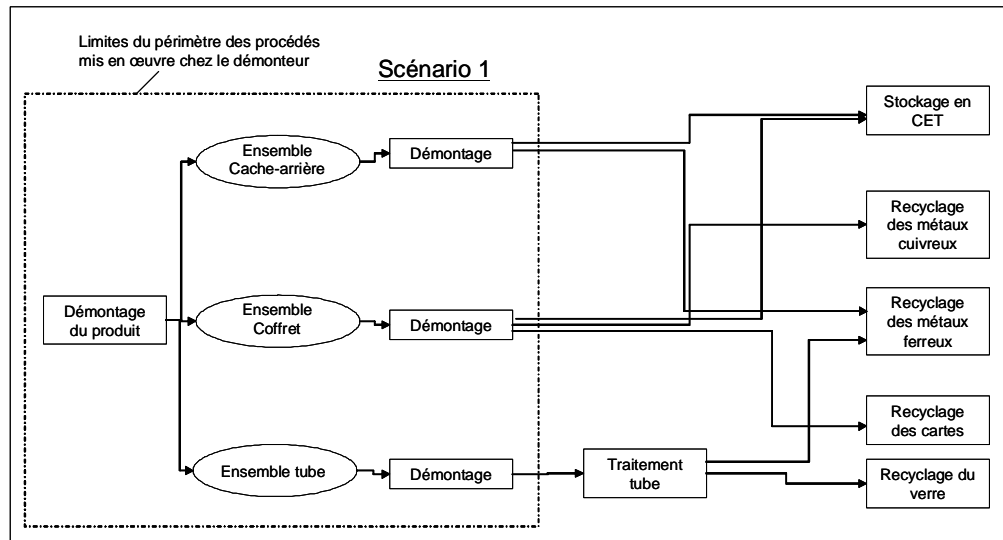 Limites du périmètre des procédés
mis en œuvre chez le démonteur
Scénario 1
Stockage en
CET
Ensemble
Cache-arrière
Démontage
Recyclage
des métaux
cuivreux
Démontage
du produit
Ensemble
Coffret
Démontage
Recyclage
des métaux
ferreux
Recyclage
des cartes
Ensemble tube
Démontage
Traitement
tube
Recyclage du
verre